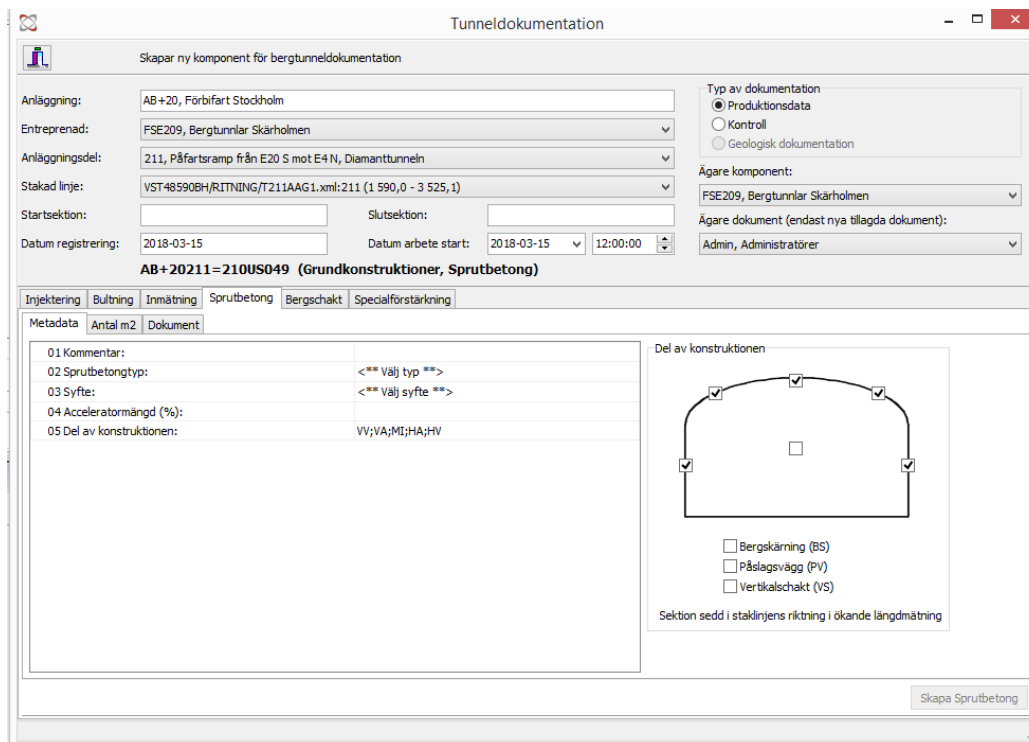 Tunneldokumentation
Skapar ny komponent för bergtunneldokumentation
Anläggning: AB+20, Förbifart Stockholm
Entreprenad: FSE209, Bergtunnlar Skärholmen
Anläggningsdel: 211, Påfartsramp från E20 S mot E4 N, Diamanttunneln
Stakad linje: VST48590BH/RITNING/T211AAG1.xml:211 (1 590,0 - 3 525,1)
Startsektion: Slutsektion:
Datum registrering: 2018-03-15 Datum arbete start: 2018-03-15 12:00:00
AB+20211=210US049 (Grundkonstruktioner, Sprutbetong)
Typ av dokumentation
Produktionsdata
Kontroll
Geologisk dokumentation
Ägare komponent:
FSE209, Bergtunnlar Skärholmen
Ägare dokument (endast nya tillagda dokument):
Admin, Administratörer
Injektering Bultning Inmätning Sprutbetong Bergschakt Specialförstärkning
Metadata Antal m2 Dokument
01 Kommentar:
02 Sprutbetongtyp: <** Välj typ **>
03 Syfte: <** Välj syfte **>
04 Acceleratormängd (%):
05 Del av konstruktionen: VV;VA;MI;HA;HV
Del av konstruktionen
Bergskärning (BS)
Påslagsvägg (PV)
Vertikalschakt (VS)
Sektion sedd i staklinjens riktning i ökande längdmätning
Skapa Sprutbetong